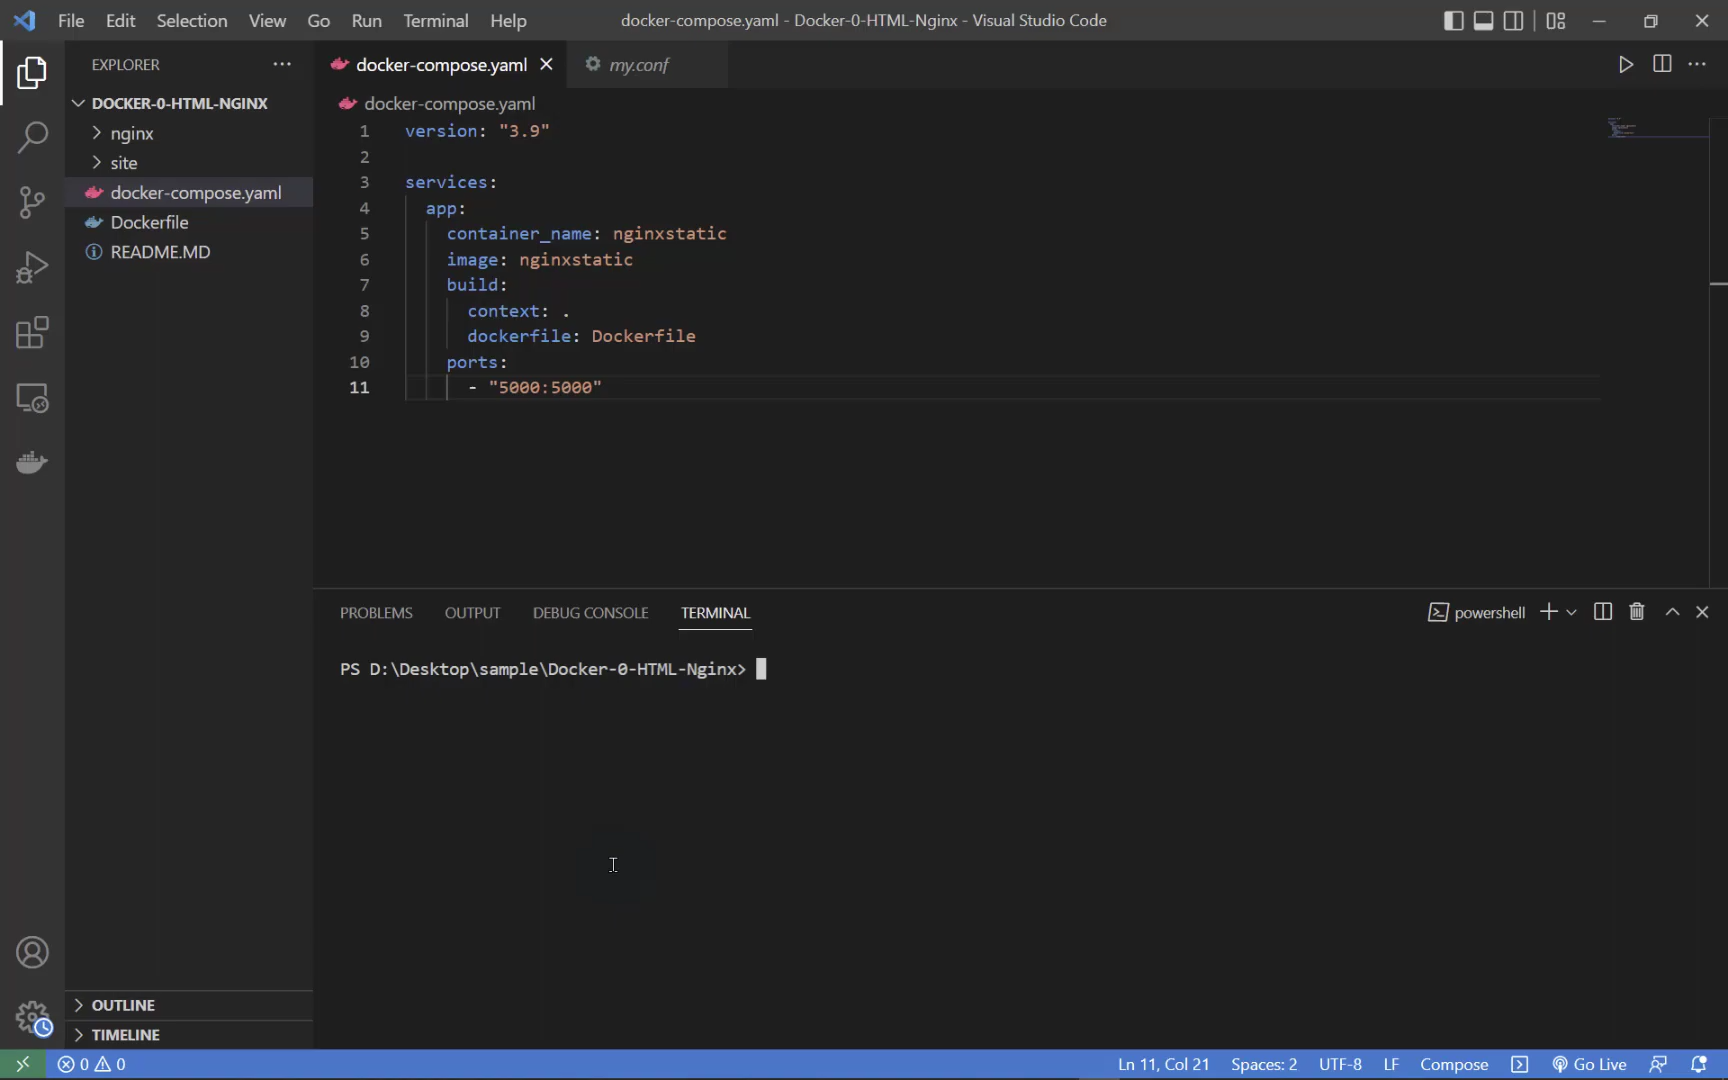 File Edit Selection View Go Run Terminal Help docker-compose.yaml - Docker-0-HTML-Nginx - Visual Studio Code
EXPLORER
DOCKER-0-HTML-NGINX
nginx
site
docker-compose.yaml
Dockerfile
README.MD
OUTLINE
TIMELINE
docker-compose.yaml my.conf
docker-compose.yaml
1 version: "3.9"
2
3 services:
4 app:
5 container_name: nginxstatic
6 image: nginxstatic
7 build:
8 context: .
9 dockerfile: Dockerfile
10 ports:
11 - "5000:5000"
PROBLEMS OUTPUT DEBUG CONSOLE TERMINAL powershell
PS D:\Desktop\sample\Docker-0-HTML-Nginx>
0 0 Ln 11, Col 21 Spaces: 2 UTF-8 LF Compose Go Live